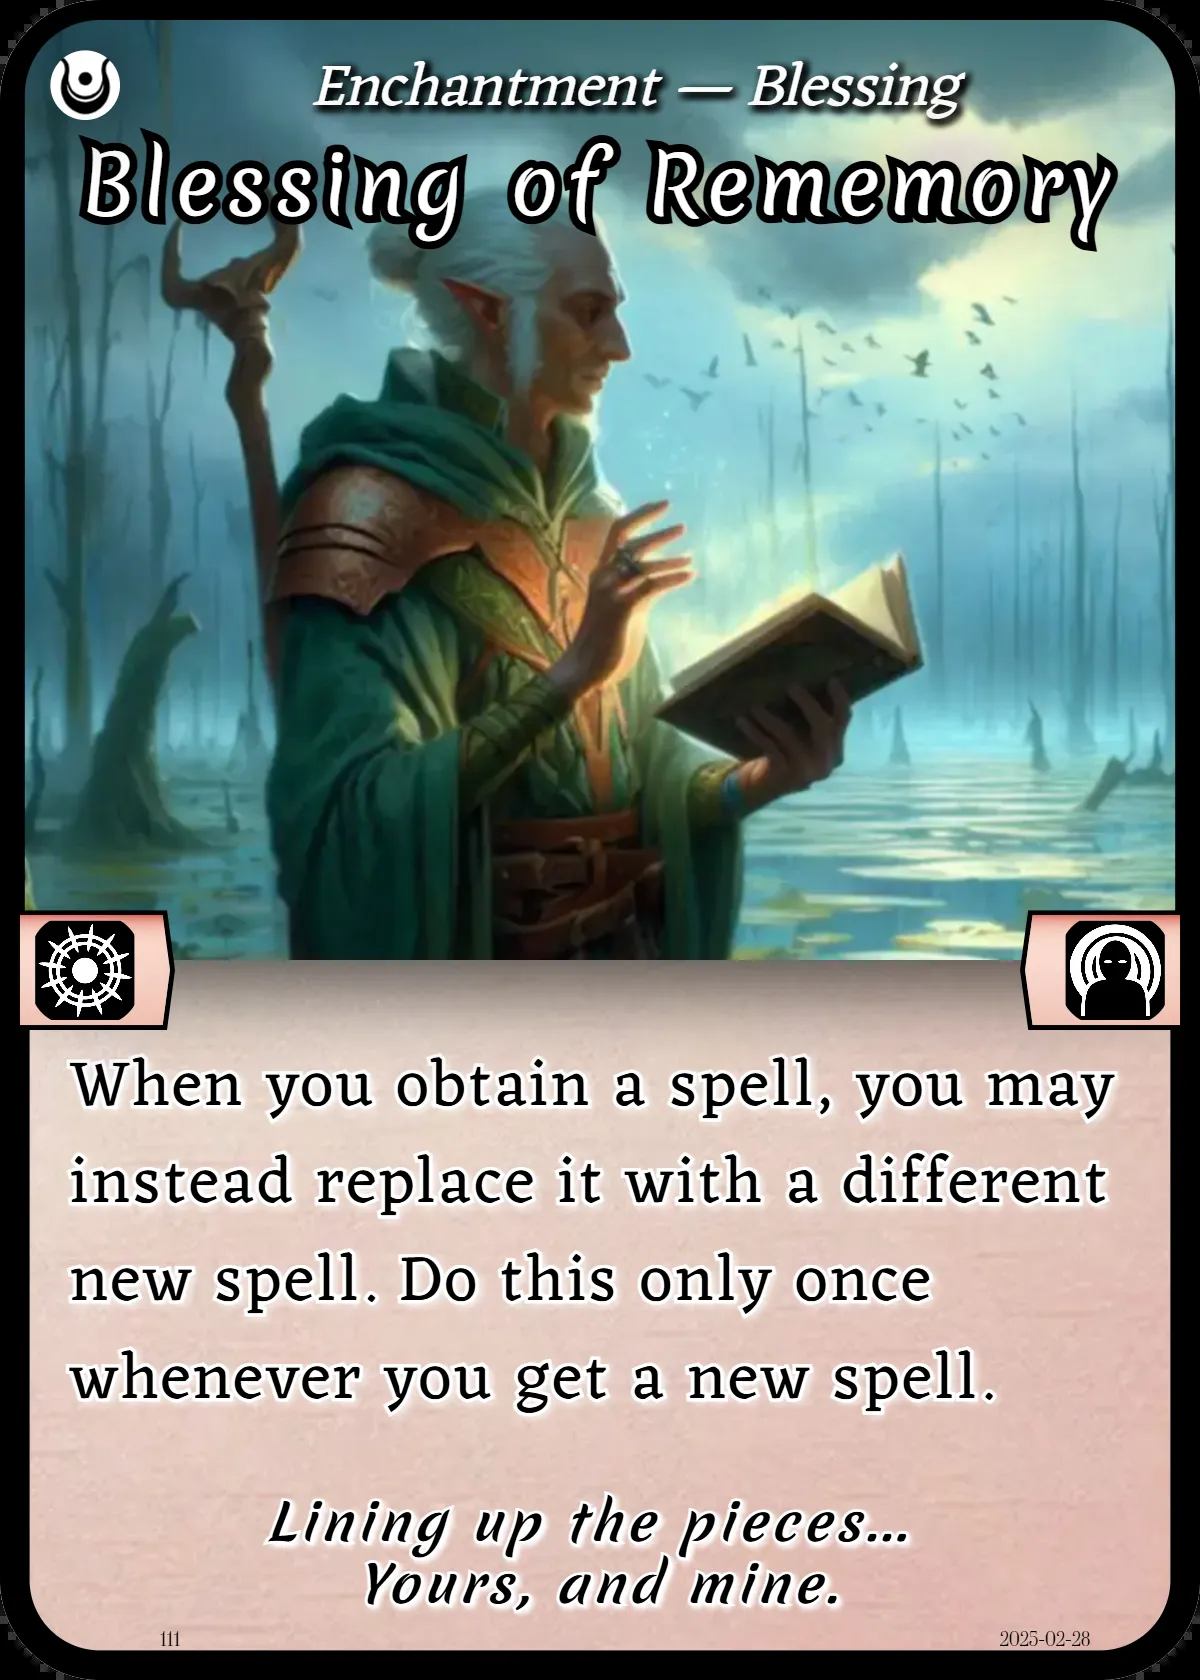 Enchantment — Blessing
Blessing of Rememory
When you obtain a spell, you may
instead replace it with a different
new spell. Do this only once
whenever you get a new spell.
Lining up the pieces...
Yours, and mine.
111
2025-02-28